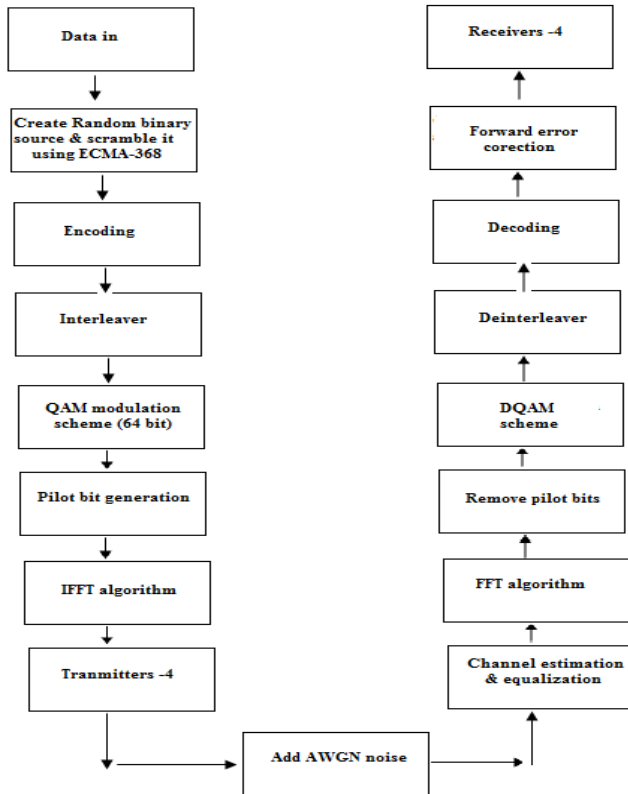 Data in
Create Random binary
source & scramble it
using ECMA-368
Encoding
Interleaver
QAM modulation
scheme (64 bit)
Pilot bit generation
IFFT algorithm
Tranmitters -4
Add AWGN noise
Channel estimation
& equalization
FFT algorithm
Remove pilot bits
DQAM
scheme
Deinterleaver
Decoding
Forward error
corection
Receivers -4